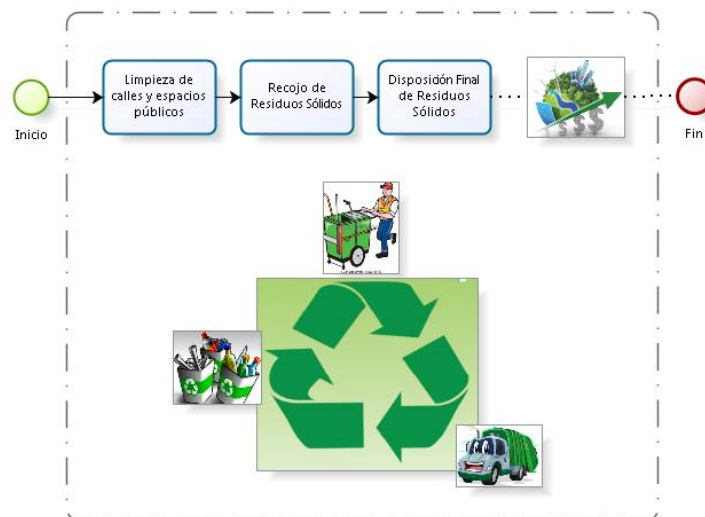 Limpieza de
calles y espacios
públicos
Recojo de
Residuos Sólidos
Disposición Final
de Residuos
Sólidos
Inicio
Fin
$$$